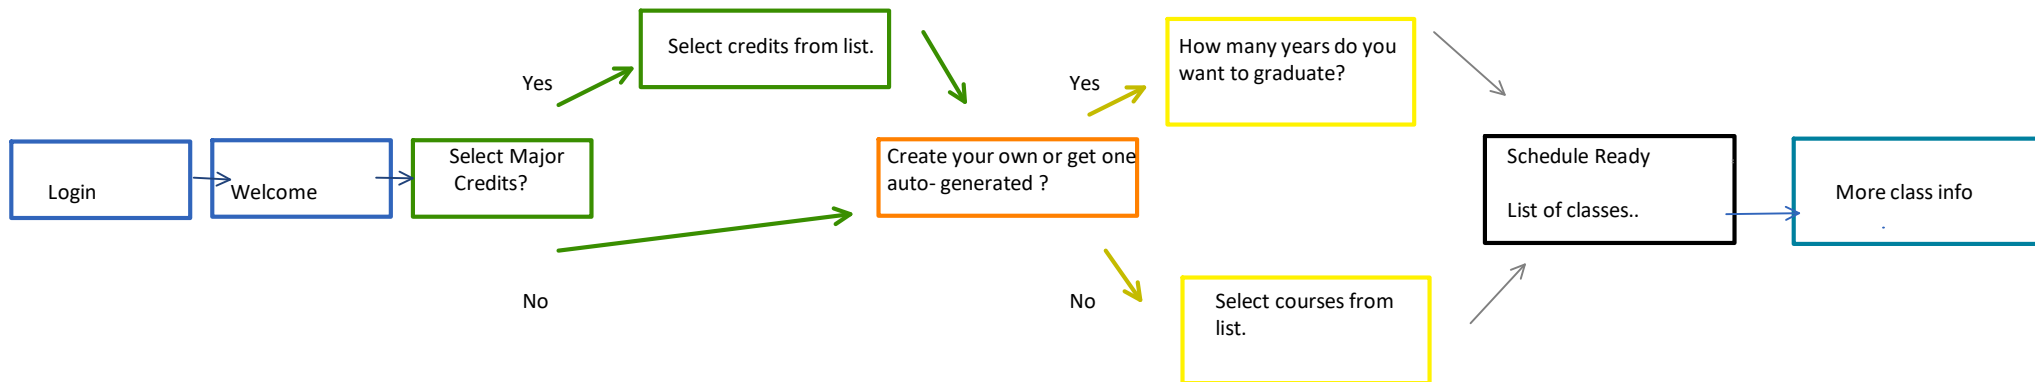 Login
Welcome
Select Major
Credits?
Yes
No
Select credits from list.
Create your own or get one
auto- generated ?
Yes
No
How many years do you
want to graduate?
Select courses from
list.
Schedule Ready
List of classes..
More class info
.